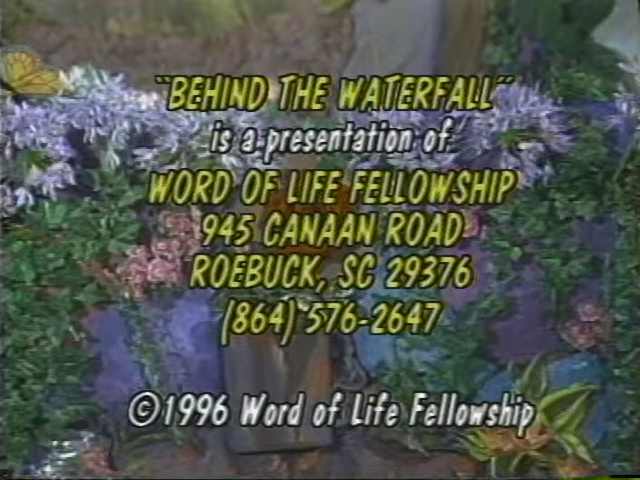 "BEHIND THE WATERFALL"
is a presentation of
WORD OF LIFE FELLOWSHIP
945 CANAAN ROAD
ROEBUCK, SC 29376
(864) 576-2647
©1996 Word of Life Fellowship